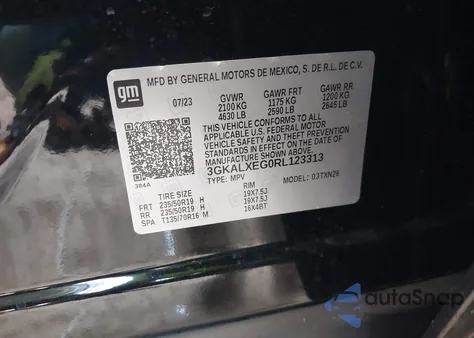 gm
MFD BY GENERAL MOTORS DE MEXICO, S. DE R.L. DE C.V.
07/23 GVWR GAWR FRT GAWR RR
2100 KG 1175 KG 1200 KG
4630 LB 2590 LB 2645 LB
THIS VEHICLE CONFORMS TO ALL
APPLICABLE U.S. FEDERAL MOTOR
VEHICLE SAFETY, BUMPER, AND THEFT
PREVENTION STANDARDS IN EFFECT ON
THE DATE OF MANUFACTURE SHOWN ABOVE.
3GKALXEG0RL123313
384A TYPE: MPV MODEL: 03TXN26
TIRE SIZE RIM
FRT 235/50R19 H 19X7.5J
RR 235/50R19 H 19X7.5J
SPA T135/70R16 M 16X4BT
autoSnap